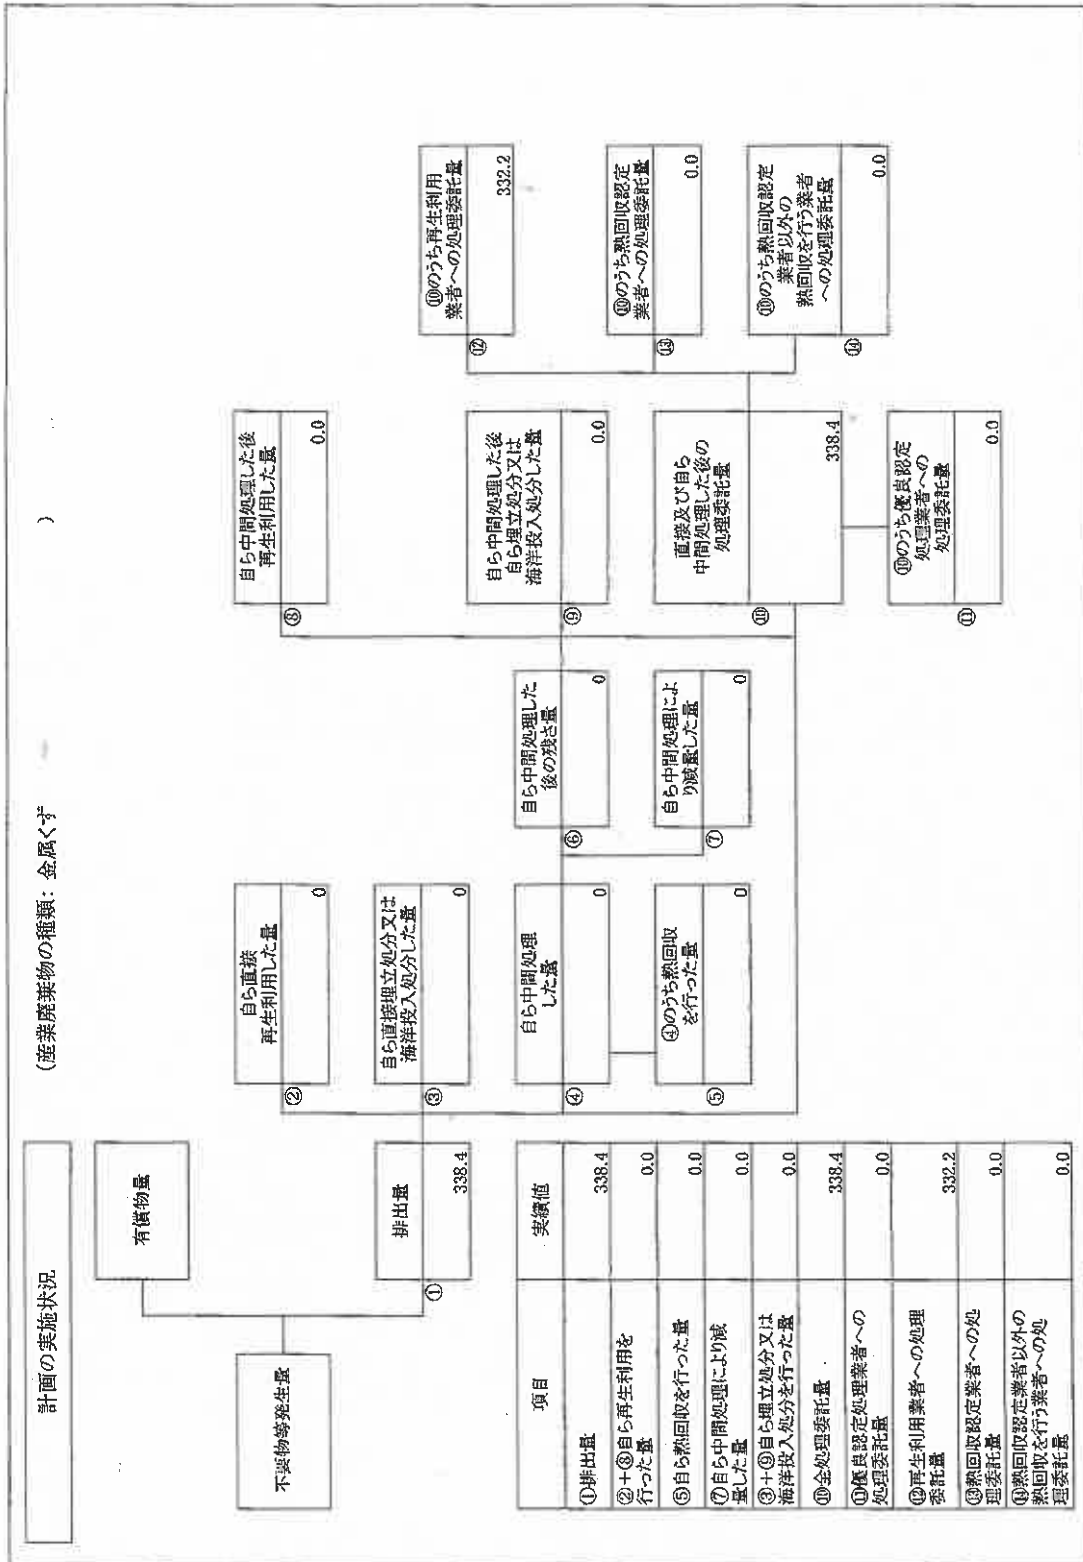 計画の実施状況
(産業廃棄物の種類: 金属くず
)
不要物等発生量
有償物量
①
排出量
338.4
②
自ら直接
再生利用した量
0
③
自ら直接埋立処分又は
海洋投入処分した量
0
④
自ら中間処理
した量
0
⑤
④のうち熱回収
を行った量
0
⑥
自ら中間処理した
後の残さ量
0
⑦
自ら中間処理によ
り減量した量
0
⑧
自ら中間処理した後
再生利用した量
0.0
⑨
自ら中間処理した後
自ら埋立処分又は
海洋投入処分した量
0.0
⑩
直接及び自ら
中間処理した後の
処理委託量
338.4
⑪
⑩のうち優良認定
処理業者への
処理委託量
0.0
⑫
⑩のうち再生利用
業者への処理委託量
332.2
⑬
⑩のうち熱回収認定
業者への処理委託量
0.0
⑭
⑩のうち熱回収認定
業者以外の
熱回収を行う業者
への処理委託量
0.0
項目
実績値
①排出量
338.4
②+⑧自ら再生利用を
行った量
0.0
⑤自ら熱回収を行った量
0.0
⑦自ら中間処理により減
量した量
0.0
③+⑨自ら埋立処分又は
海洋投入処分を行った量
0.0
⑩全処理委託量
338.4
⑪優良認定処理業者への
処理委託量
0.0
⑫再生利用業者への処理
委託量
332.2
⑬熱回収認定業者への処
理委託量
0.0
⑭熱回収認定業者以外の
熱回収を行う業者への処
理委託量
0.0